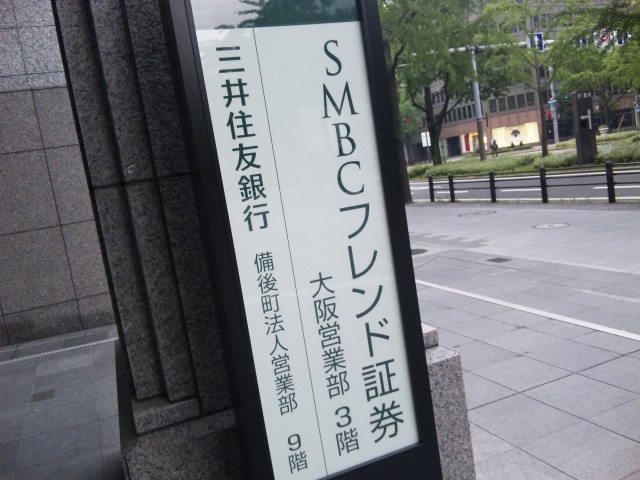 SMBCフレンド証券
大阪営業部 3階
三井住友銀行
備後町法人営業部 9階